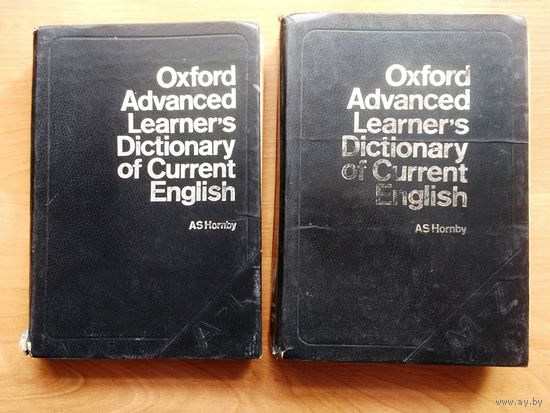 Oxford
Advanced
Learner's
Dictionary
of Current
English
AS Hornby
A-L
Oxford
Advanced
Learner's
Dictionary
of Current
English
AS Hornby
M-Z
www.ay.by